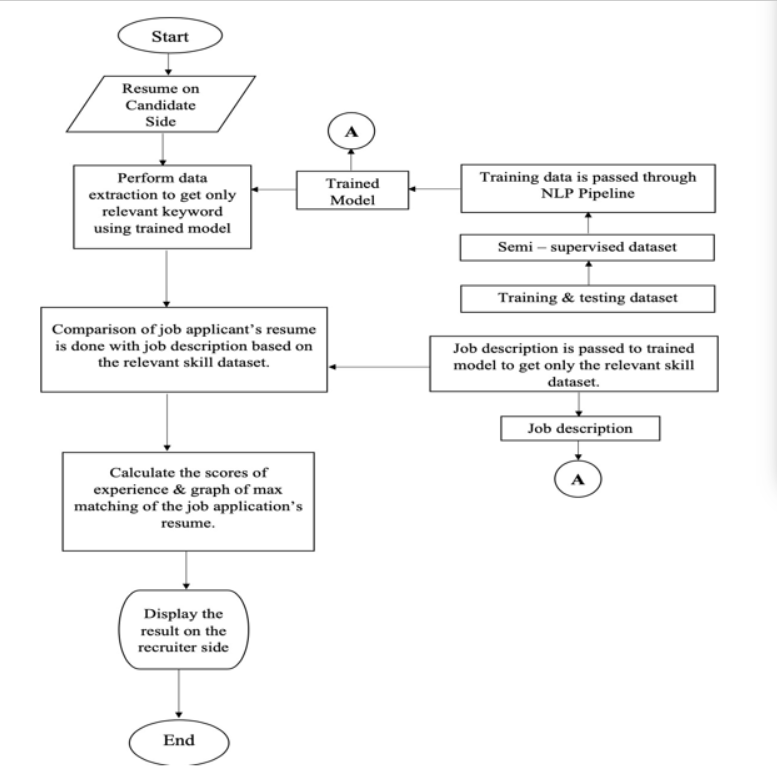 Start
Resume on
Candidate
Side
A
Perform data
extraction to get only
relevant keyword
using trained model
Trained
Model
Training data is passed through
NLP Pipeline
Semi – supervised dataset
Training & testing dataset
Comparison of job applicant's resume
is done with job description based on
the relevant skill dataset.
Job description is passed to trained
model to get only the relevant skill
dataset.
Job description
A
Calculate the scores of
experience & graph of max
matching of the job application's
resume.
Display the
result on the
recruiter side
End